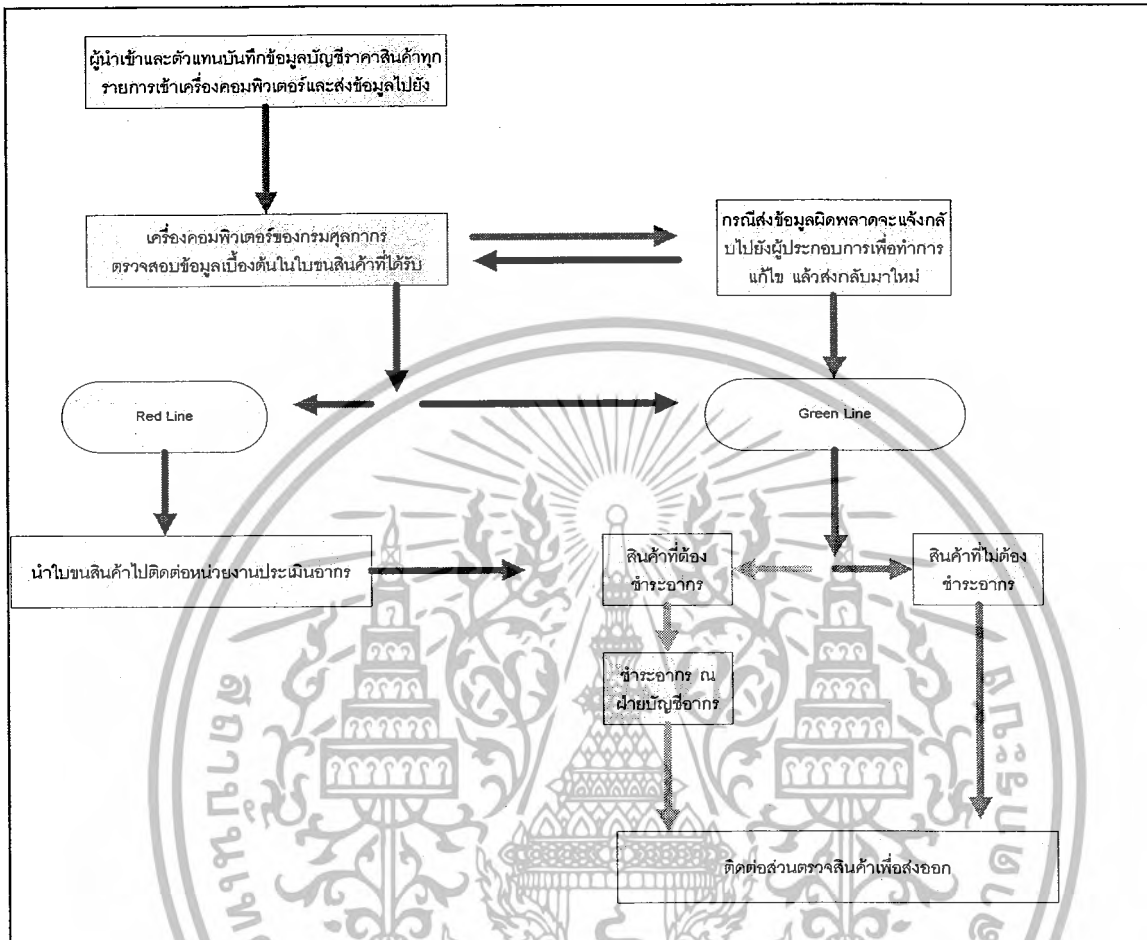 ผู้นำเข้าและตัวแทนบันทึกข้อมูลบัญชีราคาสินค้าทุก
รายการเข้าเครื่องคอมพิวเตอร์และส่งข้อมูลไปยัง
เครื่องคอมพิวเตอร์ของกรมศุลกากร
ตรวจสอบข้อมูลเบื้องต้นในใบขนสินค้าที่ได้รับ
กรณีส่งข้อมูลผิดพลาดจะแจ้งกลั
บไปยังผู้ประกอบการเพื่อทำการ
แก้ไข แล้วส่งกลับมาใหม่
Red Line
Green Line
นำใบขนสินค้าไปติดต่อหน่วยงานประเมินอากร
สินค้าที่ต้อง
ชำระอากร
สินค้าที่ไม่ต้อง
ชำระอากร
ชำระอากร ณ
ฝ่ายบัญชีอากร
ติดต่อส่วนตรวจสินค้าเพื่อส่งออก